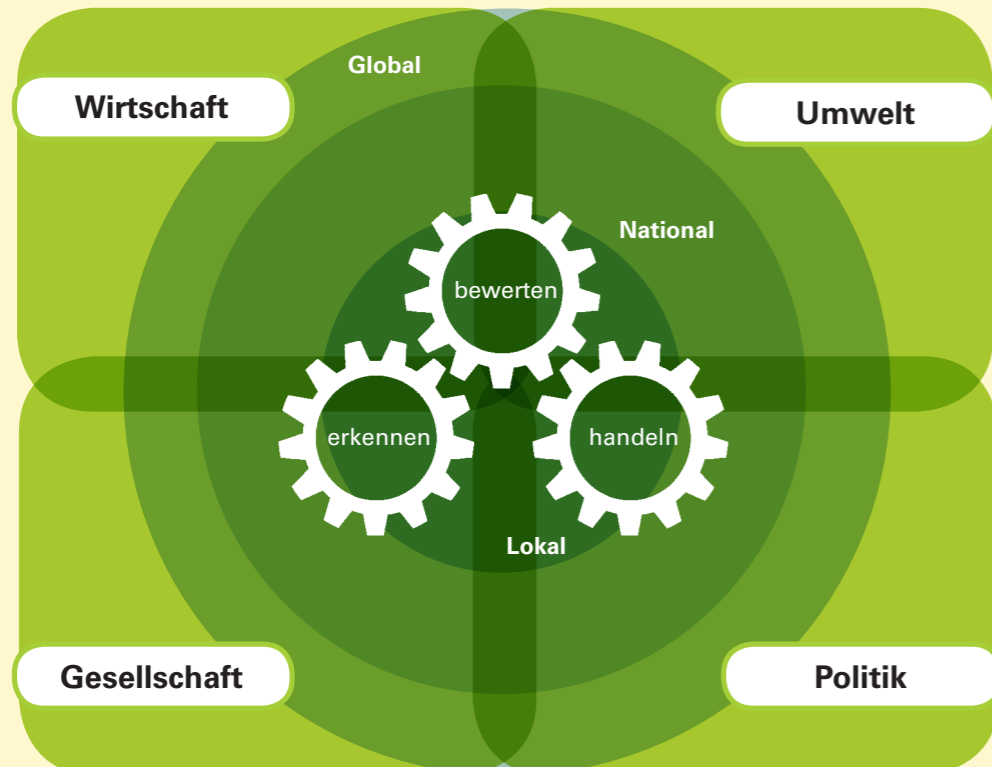 Global
Wirtschaft
Umwelt
National
bewerten
erkennen
handeln
Lokal
Gesellschaft
Politik